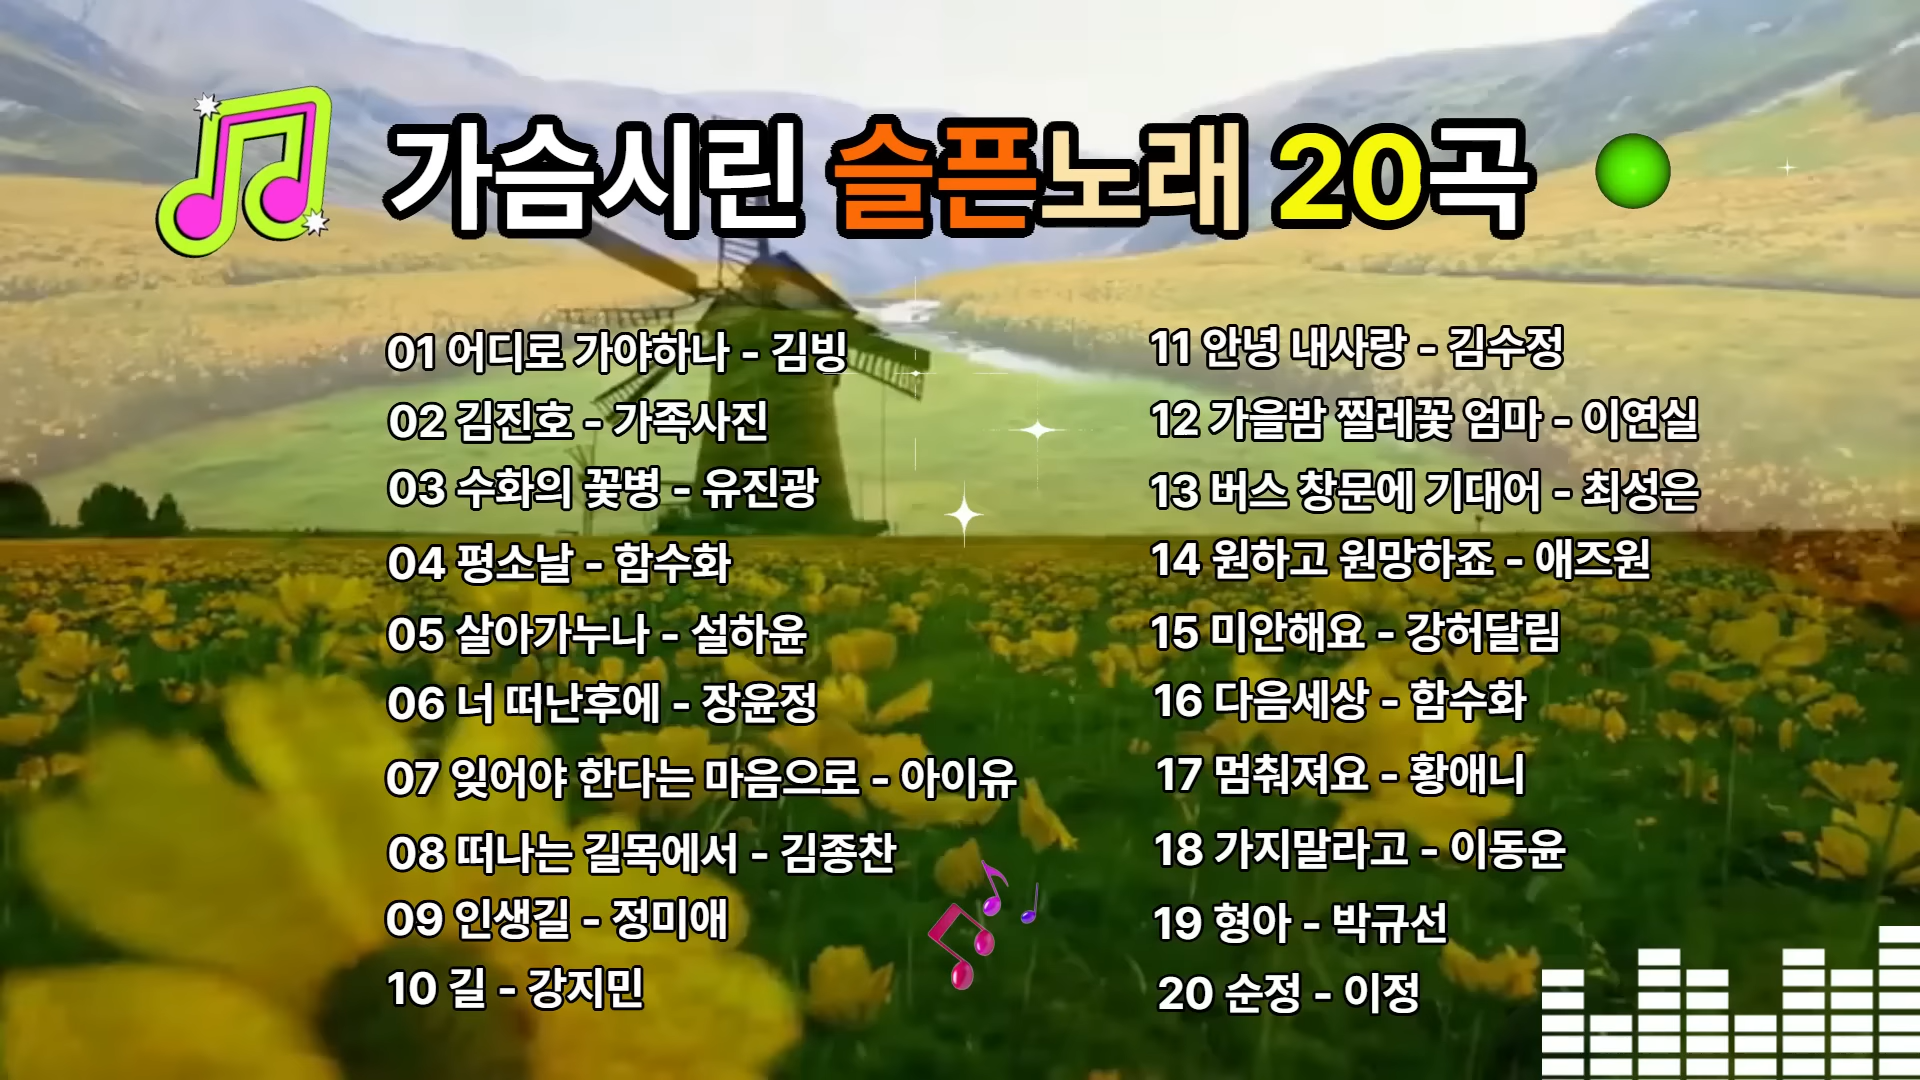 가슴시린 슬픈노래 20곡
01 어디로 가야하나 - 김빙
02 김진호 - 가족사진
03 수화의 꽃병 - 유진광
04 평소날 - 함수화
05 살아가누나 - 설하윤
06 너 떠난후에 - 장윤정
07 잊어야 한다는 마음으로 - 아이유
08 떠나는 길목에서 - 김종찬
09 인생길 - 정미애
10 길 - 강지민
11 안녕 내사랑 - 김수정
12 가을밤 찔레꽃 엄마 - 이연실
13 버스 창문에 기대어 - 최성은
14 원하고 원망하죠 - 애즈원
15 미안해요 - 강허달림
16 다음세상 - 함수화
17 멈춰져요 - 황애니
18 가지말라고 - 이동윤
19 형아 - 박규선
20 순정 - 이정